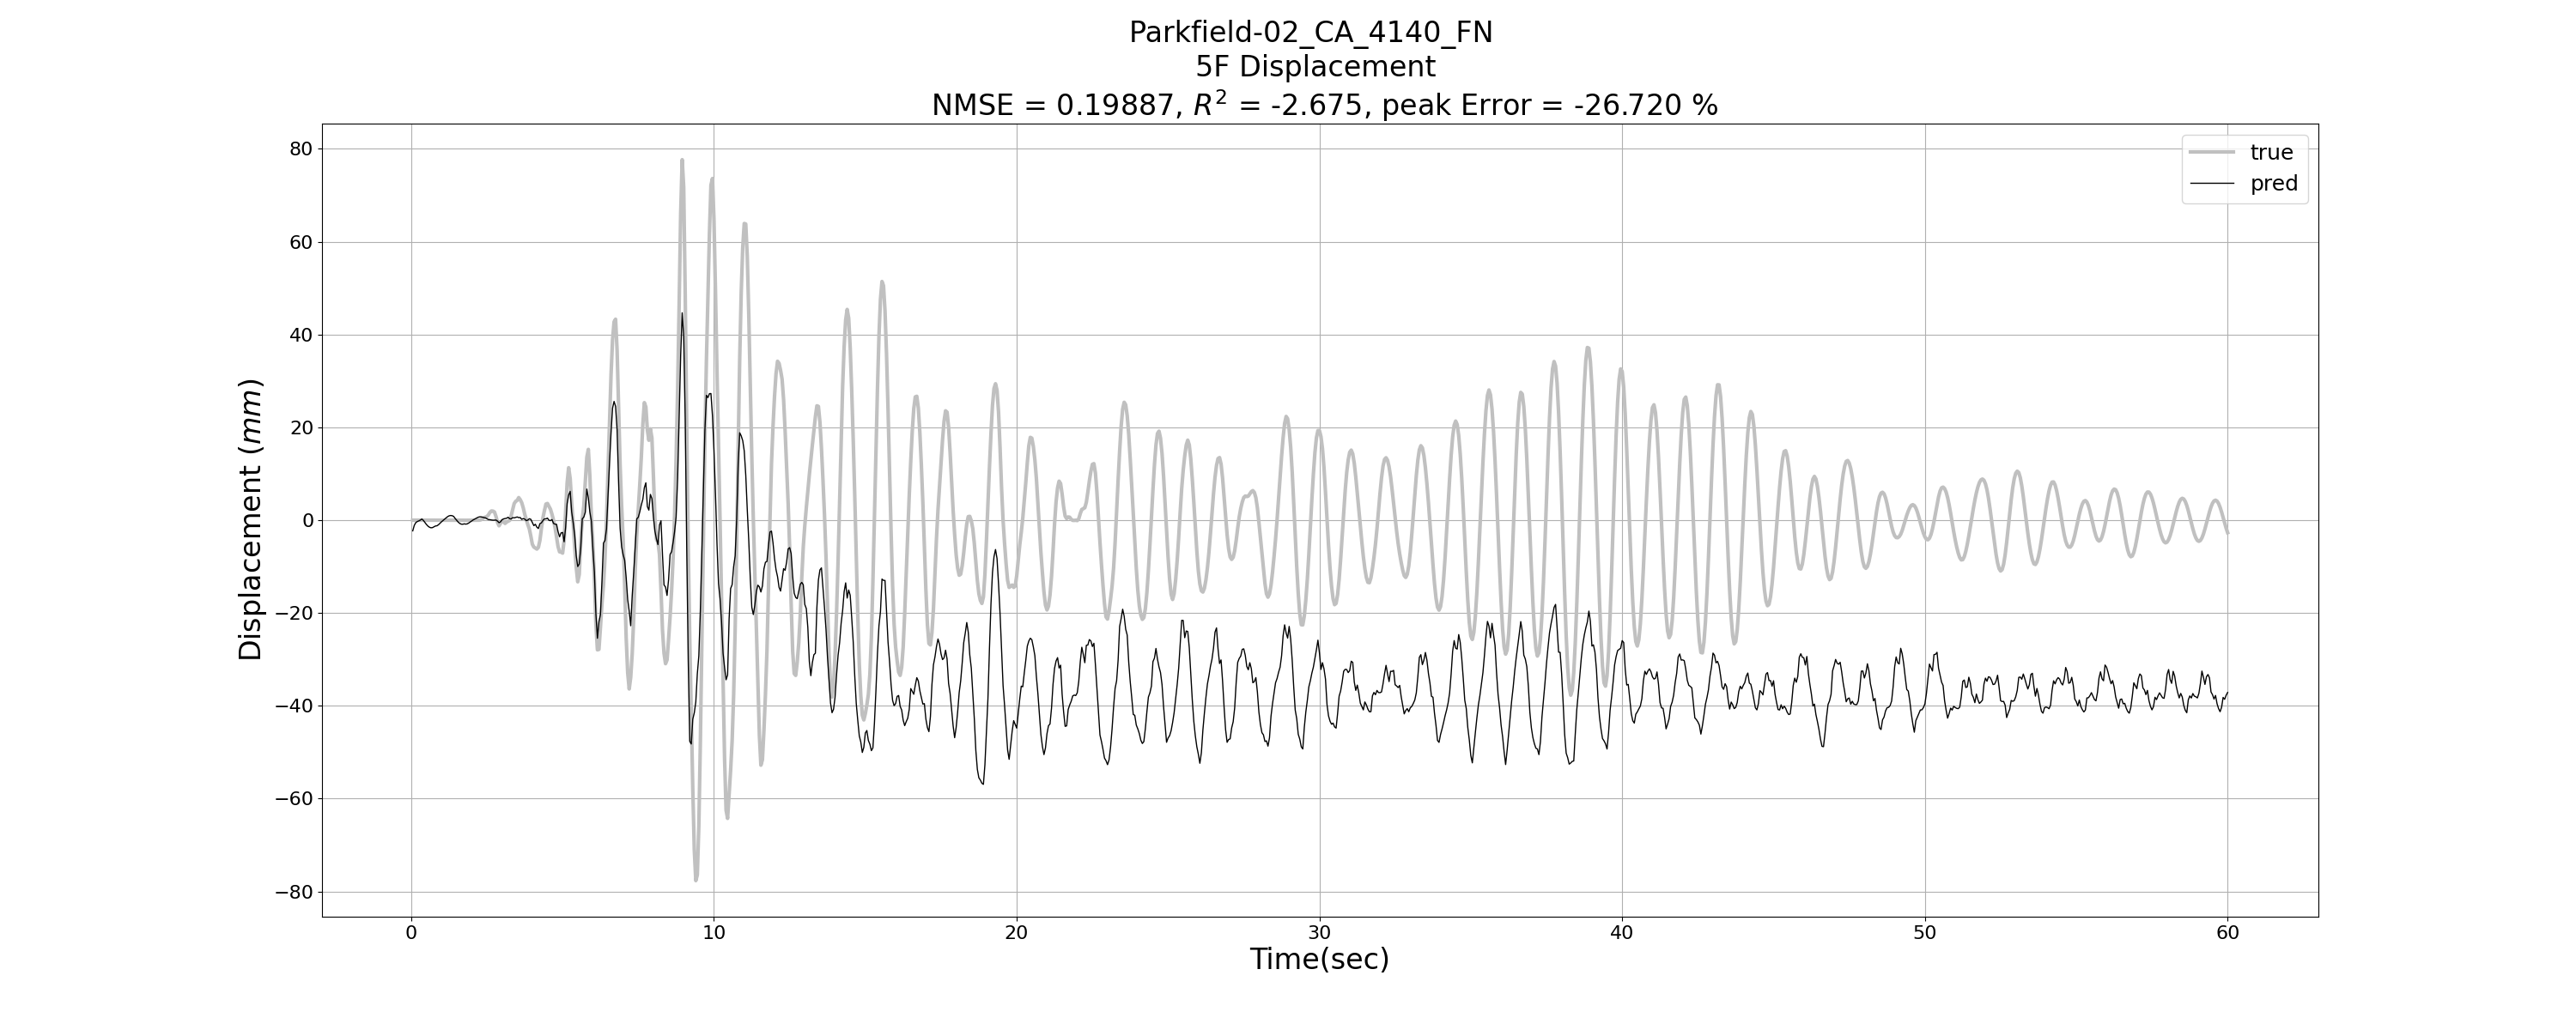 Parkfield-02_CA_4140_FN
5F Displacement
NMSE = 0.19887, R² = -2.675, peak Error = -26.720 %
true
pred
80
60
40
20
0
−20
−40
−60
−80
Displacement (mm)
0 10 20 30 40 50 60
Time(sec)